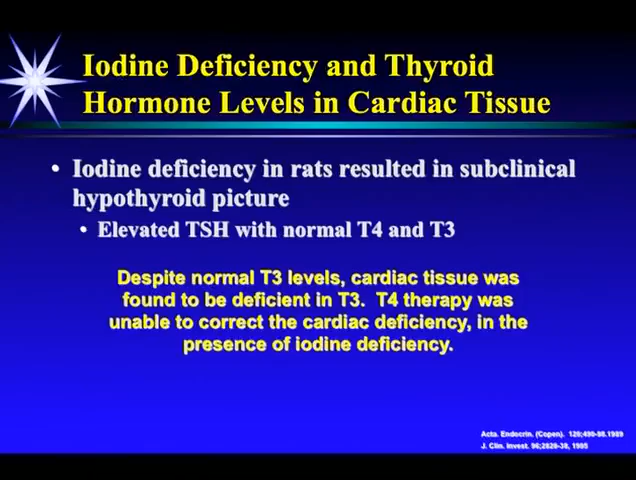 Iodine Deficiency and Thyroid
Hormone Levels in Cardiac Tissue
• Iodine deficiency in rats resulted in subclinical
hypothyroid picture
• Elevated TSH with normal T4 and T3
Despite normal T3 levels, cardiac tissue was
found to be deficient in T3. T4 therapy was
unable to correct the cardiac deficiency, in the
presence of iodine deficiency.
Acta. Endocrin. (Copen). 120;490-98.1989
J. Clin. Invest. 96;2828-38, 1995